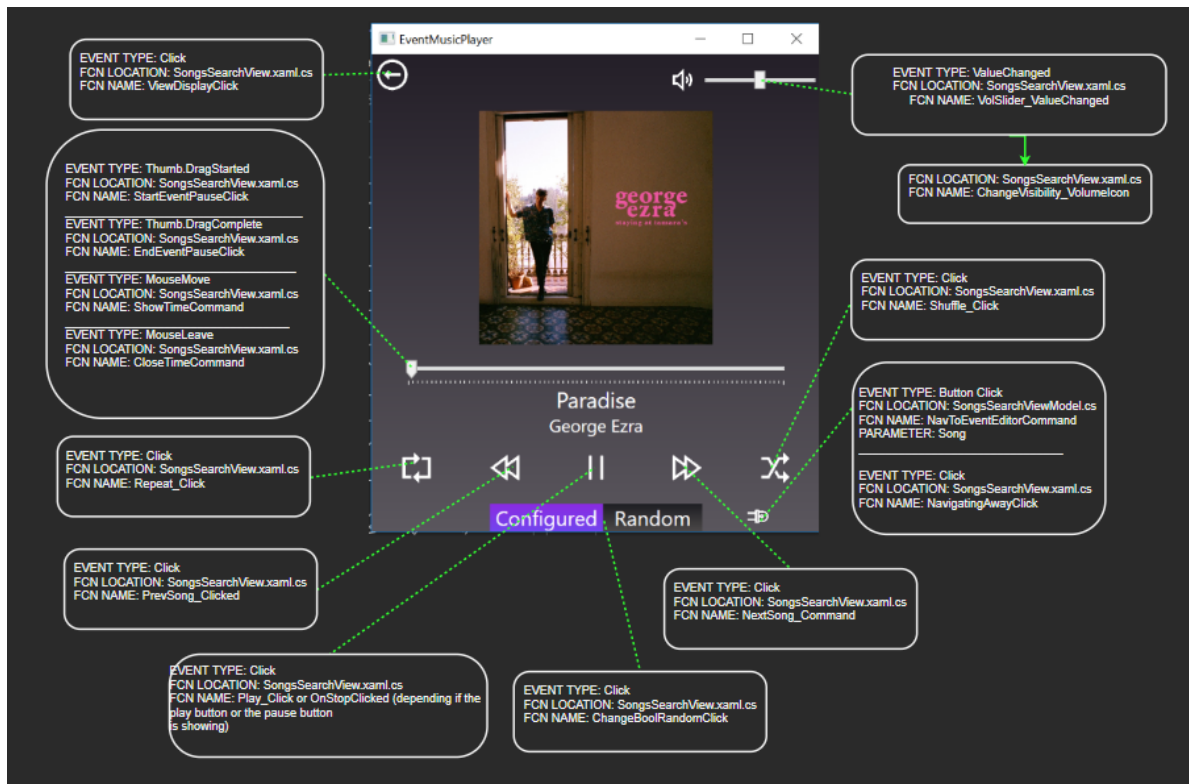 EventMusicPlayer
EVENT TYPE: Click
FCN LOCATION: SongsSearchView.xaml.cs
FCN NAME: ViewDisplayClick
EVENT TYPE: ValueChanged
FCN LOCATION: SongsSearchView.xaml.cs
FCN NAME: VolSlider_ValueChanged
FCN LOCATION: SongsSearchView.xaml.cs
FCN NAME: ChangeVisibility_VolumeIcon
EVENT TYPE: Thumb.DragStarted
FCN LOCATION: SongsSearchView.xaml.cs
FCN NAME: StartEventPauseClick
EVENT TYPE: Thumb.DragComplete
FCN LOCATION: SongsSearchView.xaml.cs
FCN NAME: EndEventPauseClick
EVENT TYPE: MouseMove
FCN LOCATION: SongsSearchView.xaml.cs
FCN NAME: ShowTimeCommand
EVENT TYPE: MouseLeave
FCN LOCATION: SongsSearchView.xaml.cs
FCN NAME: CloseTimeCommand
george
ezra
staying at tamara's
EVENT TYPE: Click
FCN LOCATION: SongsSearchView.xaml.cs
FCN NAME: Shuffle_Click
Paradise
George Ezra
EVENT TYPE: Button Click
FCN LOCATION: SongsSearchViewModel.cs
FCN NAME: NavToEventEditorCommand
PARAMETER: Song
EVENT TYPE: Click
FCN LOCATION: SongsSearchView.xaml.cs
FCN NAME: NavigatingAwayClick
EVENT TYPE: Click
FCN LOCATION: SongsSearchView.xaml.cs
FCN NAME: Repeat_Click
Configured Random
EVENT TYPE: Click
FCN LOCATION: SongsSearchView.xaml.cs
FCN NAME: PrevSong_Clicked
EVENT TYPE: Click
FCN LOCATION: SongsSearchView.xaml.cs
FCN NAME: NextSong_Command
EVENT TYPE: Click
FCN LOCATION: SongsSearchView.xaml.cs
FCN NAME: Play_Click or OnStopClicked (depending if the
play button or the pause button
is showing)
EVENT TYPE: Click
FCN LOCATION: SongsSearchView.xaml.cs
FCN NAME: ChangeBoolRandomClick